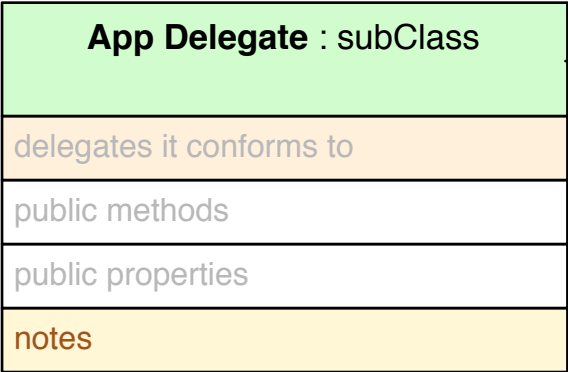 App Delegate : subClass
delegates it conforms to
public methods
public properties
notes